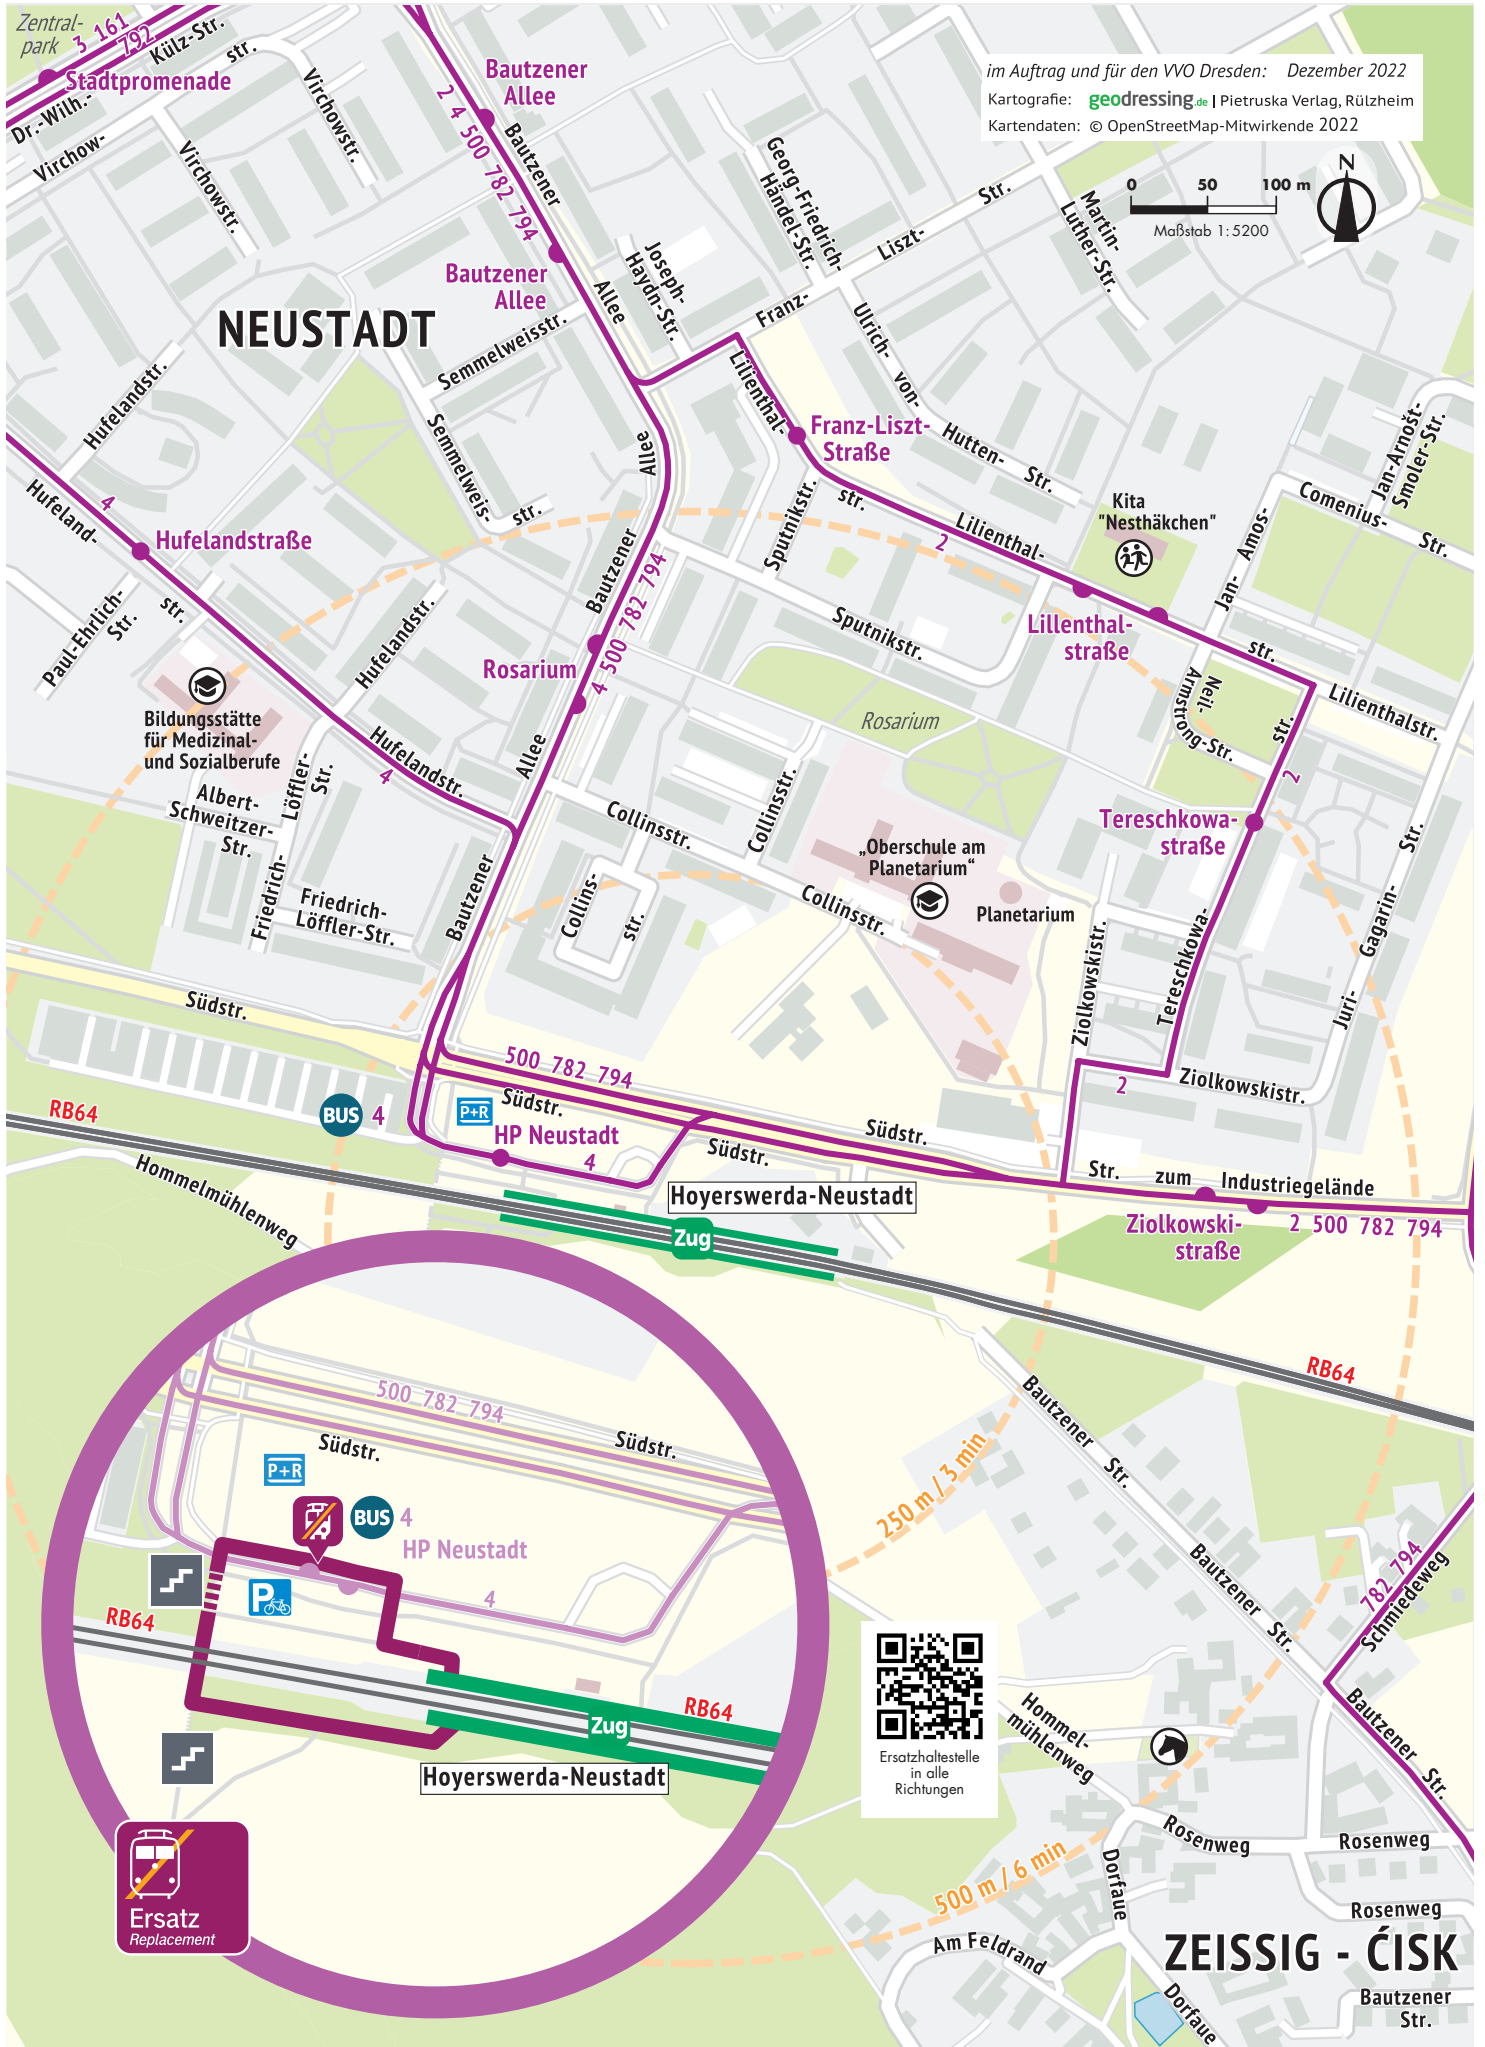 Zentral-
park
3 161
792
Külz-Str.
str.
Stadtpromenade
Dr.-Wilh.-
Virchow-
Virchowstr.
Virchowstr.
Bautzener
Allee
2 4 500 782 794
Bautzener
Bautzener
Allee
Allee
im Auftrag und für den VVO Dresden: Dezember 2022
Kartografie: geodressing.de | Pietruska Verlag, Rülzheim
Kartendaten: © OpenStreetMap-Mitwirkende 2022
0 50 100 m
Maßstab 1:5200
N
Georg-Friedrich-
Händel-Str.
Liszt-
Str.
Martin-
Luther-Str.
Joseph-
Haydn-Str.
Franz-
NEUSTADT
Semmelweisstr.
Semmelweis-
str.
Hufelandstr.
Lilienthal-
Ulrich-
von-
Hutten-
Str.
Franz-Liszt-
Straße
str.
Allee
Hufeland-
4
Hufelandstraße
str.
Paul-Ehrlich-
Str.
Hufelandstr.
Bautzener
4 500 782 794
Rosarium
Sputnikstr.
Sputnikstr.
Lilienthal-
2
Kita
"Nesthäkchen"
Jan-Arnošt-
Smoler-Str.
Comenius-
Str.
Jan-
Amos-
Lillenthal-
straße
str.
Lilienthalstr.
Neil-
Armstrong-Str.
str.
2
Rosarium
Bildungsstätte
für Medizinal-
und Sozialberufe
Hufelandstr.
4
Allee
Albert-
Schweitzer-
Str.
Löffler-
Str.
Friedrich-
Friedrich-
Löffler-Str.
Bautzener
Collinsstr.
Collinsstr.
Collins-
str.
Collinsstr.
„Oberschule am
Planetarium“
Planetarium
Tereschkowa-
straße
Tereschkowa-
Str.
Gagarin-
Juri-
Ziolkowskistr.
Ziolkowskistr.
2
Südstr.
500 782 794
Südstr.
Südstr.
Südstr.
P+R
BUS 4
HP Neustadt
4
RB64
Hommelmühlenweg
Hoyerswerda-Neustadt
Zug
Str. zum Industriegelände
Ziolkowski-
straße
2 500 782 794
RB64
Bautzener
Str.
250 m / 3 min
Bautzener
Str.
782 794
Schmiedeweg
Bautzener
Str.
500 782 794
Südstr.
Südstr.
P+R
BUS 4
HP Neustadt
4
P
RB64
RB64
Zug
Hoyerswerda-Neustadt
Ersatz
Replacement
Ersatzhaltestelle
in alle
Richtungen
Hommel-
mühlenweg
Rosenweg
Rosenweg
Rosenweg
Dorfaue
500 m / 6 min
Am Feldrand
ZEISSIG - ĆISK
Dorfaue
Bautzener
Str.